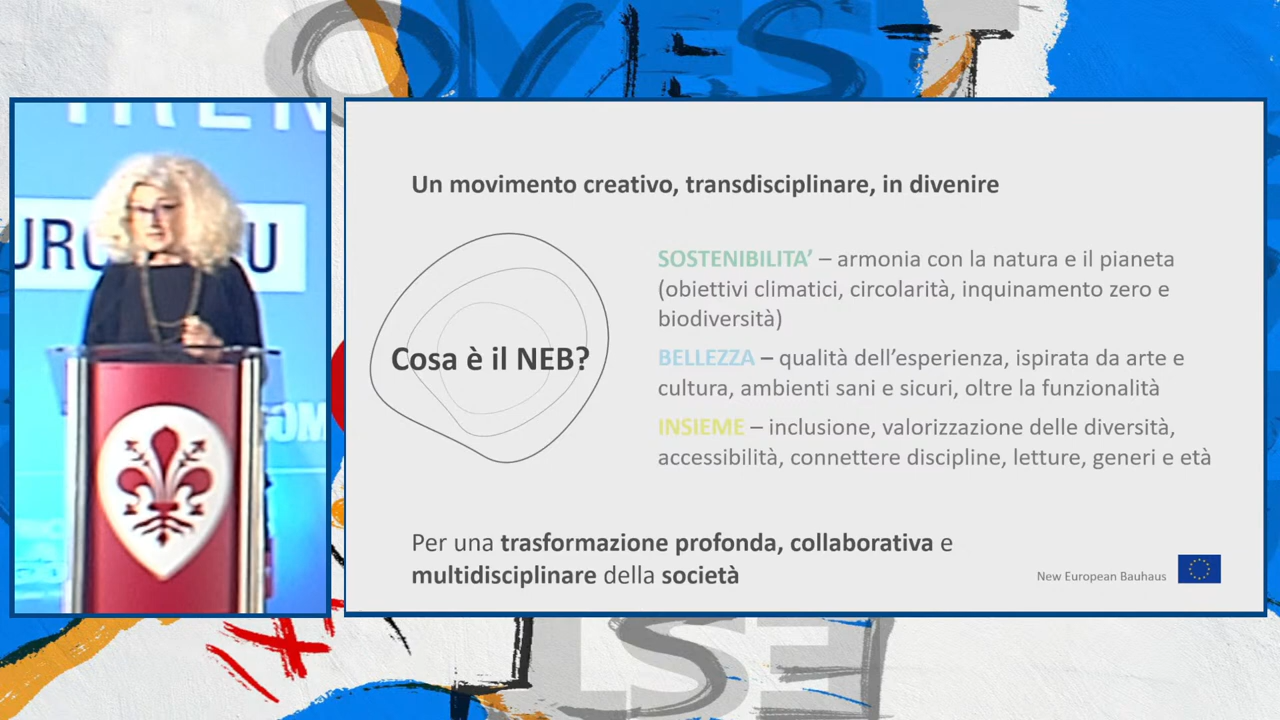 OVEST
Un movimento creativo, transdisciplinare, in divenire
Cosa è il NEB?
SOSTENIBILITA’ – armonia con la natura e il pianeta
(obiettivi climatici, circolarità, inquinamento zero e
biodiversità)
BELLEZZA – qualità dell’esperienza, ispirata da arte e
cultura, ambienti sani e sicuri, oltre la funzionalità
INSIEME – inclusione, valorizzazione delle diversità,
accessibilità, connettere discipline, letture, generi e età
Per una trasformazione profonda, collaborativa e
multidisciplinare della società
New European Bauhaus